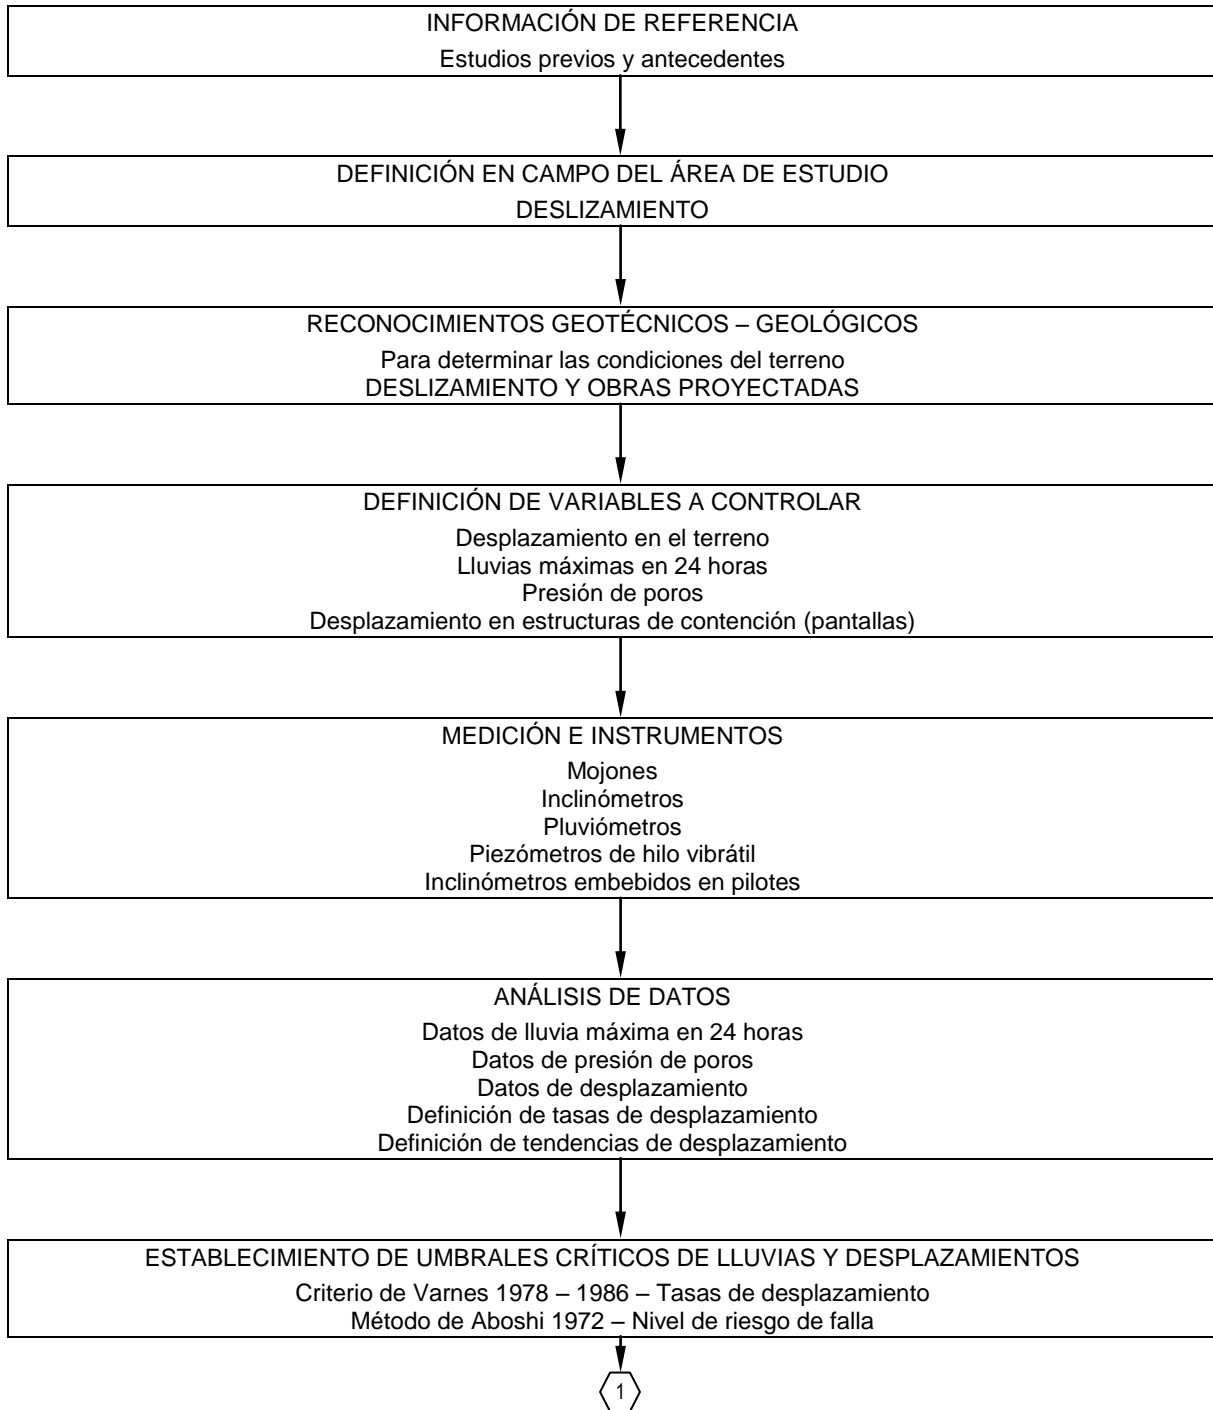 INFORMACIÓN DE REFERENCIA
Estudios previos y antecedentes
DEFINICIÓN EN CAMPO DEL ÁREA DE ESTUDIO
DESLIZAMIENTO
RECONOCIMIENTOS GEOTÉCNICOS – GEOLÓGICOS
Para determinar las condiciones del terreno
DESLIZAMIENTO Y OBRAS PROYECTADAS
DEFINICIÓN DE VARIABLES A CONTROLAR
Desplazamiento en el terreno
Lluvias máximas en 24 horas
Presión de poros
Desplazamiento en estructuras de contención (pantallas)
MEDICIÓN E INSTRUMENTOS
Mojones
Inclinómetros
Pluviómetros
Piezómetros de hilo vibrátil
Inclinómetros embebidos en pilotes
ANÁLISIS DE DATOS
Datos de lluvia máxima en 24 horas
Datos de presión de poros
Datos de desplazamiento
Definición de tasas de desplazamiento
Definición de tendencias de desplazamiento
ESTABLECIMIENTO DE UMBRALES CRÍTICOS DE LLUVIAS Y DESPLAZAMIENTOS
Criterio de Varnes 1978 – 1986 – Tasas de desplazamiento
Método de Aboshi 1972 – Nivel de riesgo de falla
1